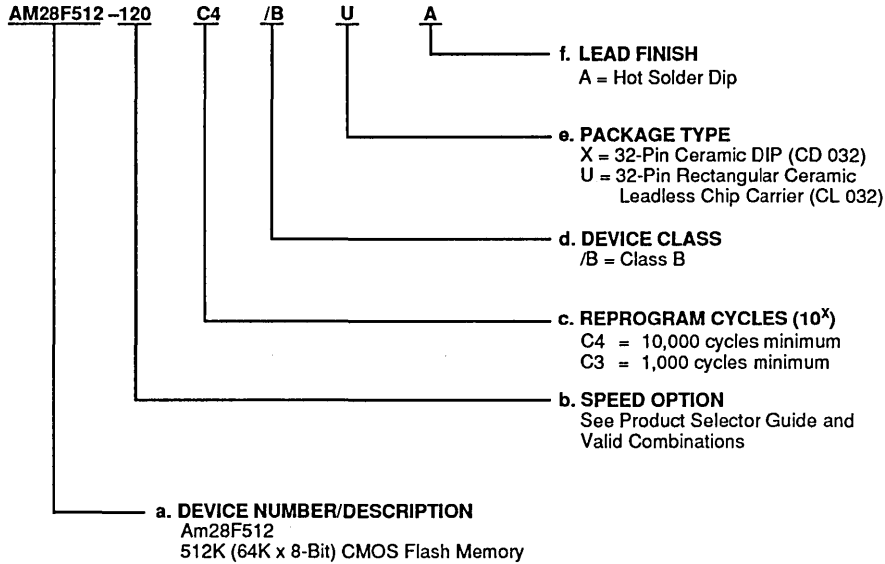 AM28F512 –120 C4 /B U A
f. LEAD FINISH
A = Hot Solder Dip
e. PACKAGE TYPE
X = 32-Pin Ceramic DIP (CD 032)
U = 32-Pin Rectangular Ceramic
Leadless Chip Carrier (CL 032)
d. DEVICE CLASS
/B = Class B
c. REPROGRAM CYCLES (10ˣ)
C4 = 10,000 cycles minimum
C3 = 1,000 cycles minimum
b. SPEED OPTION
See Product Selector Guide and
Valid Combinations
a. DEVICE NUMBER/DESCRIPTION
Am28F512
512K (64K x 8-Bit) CMOS Flash Memory